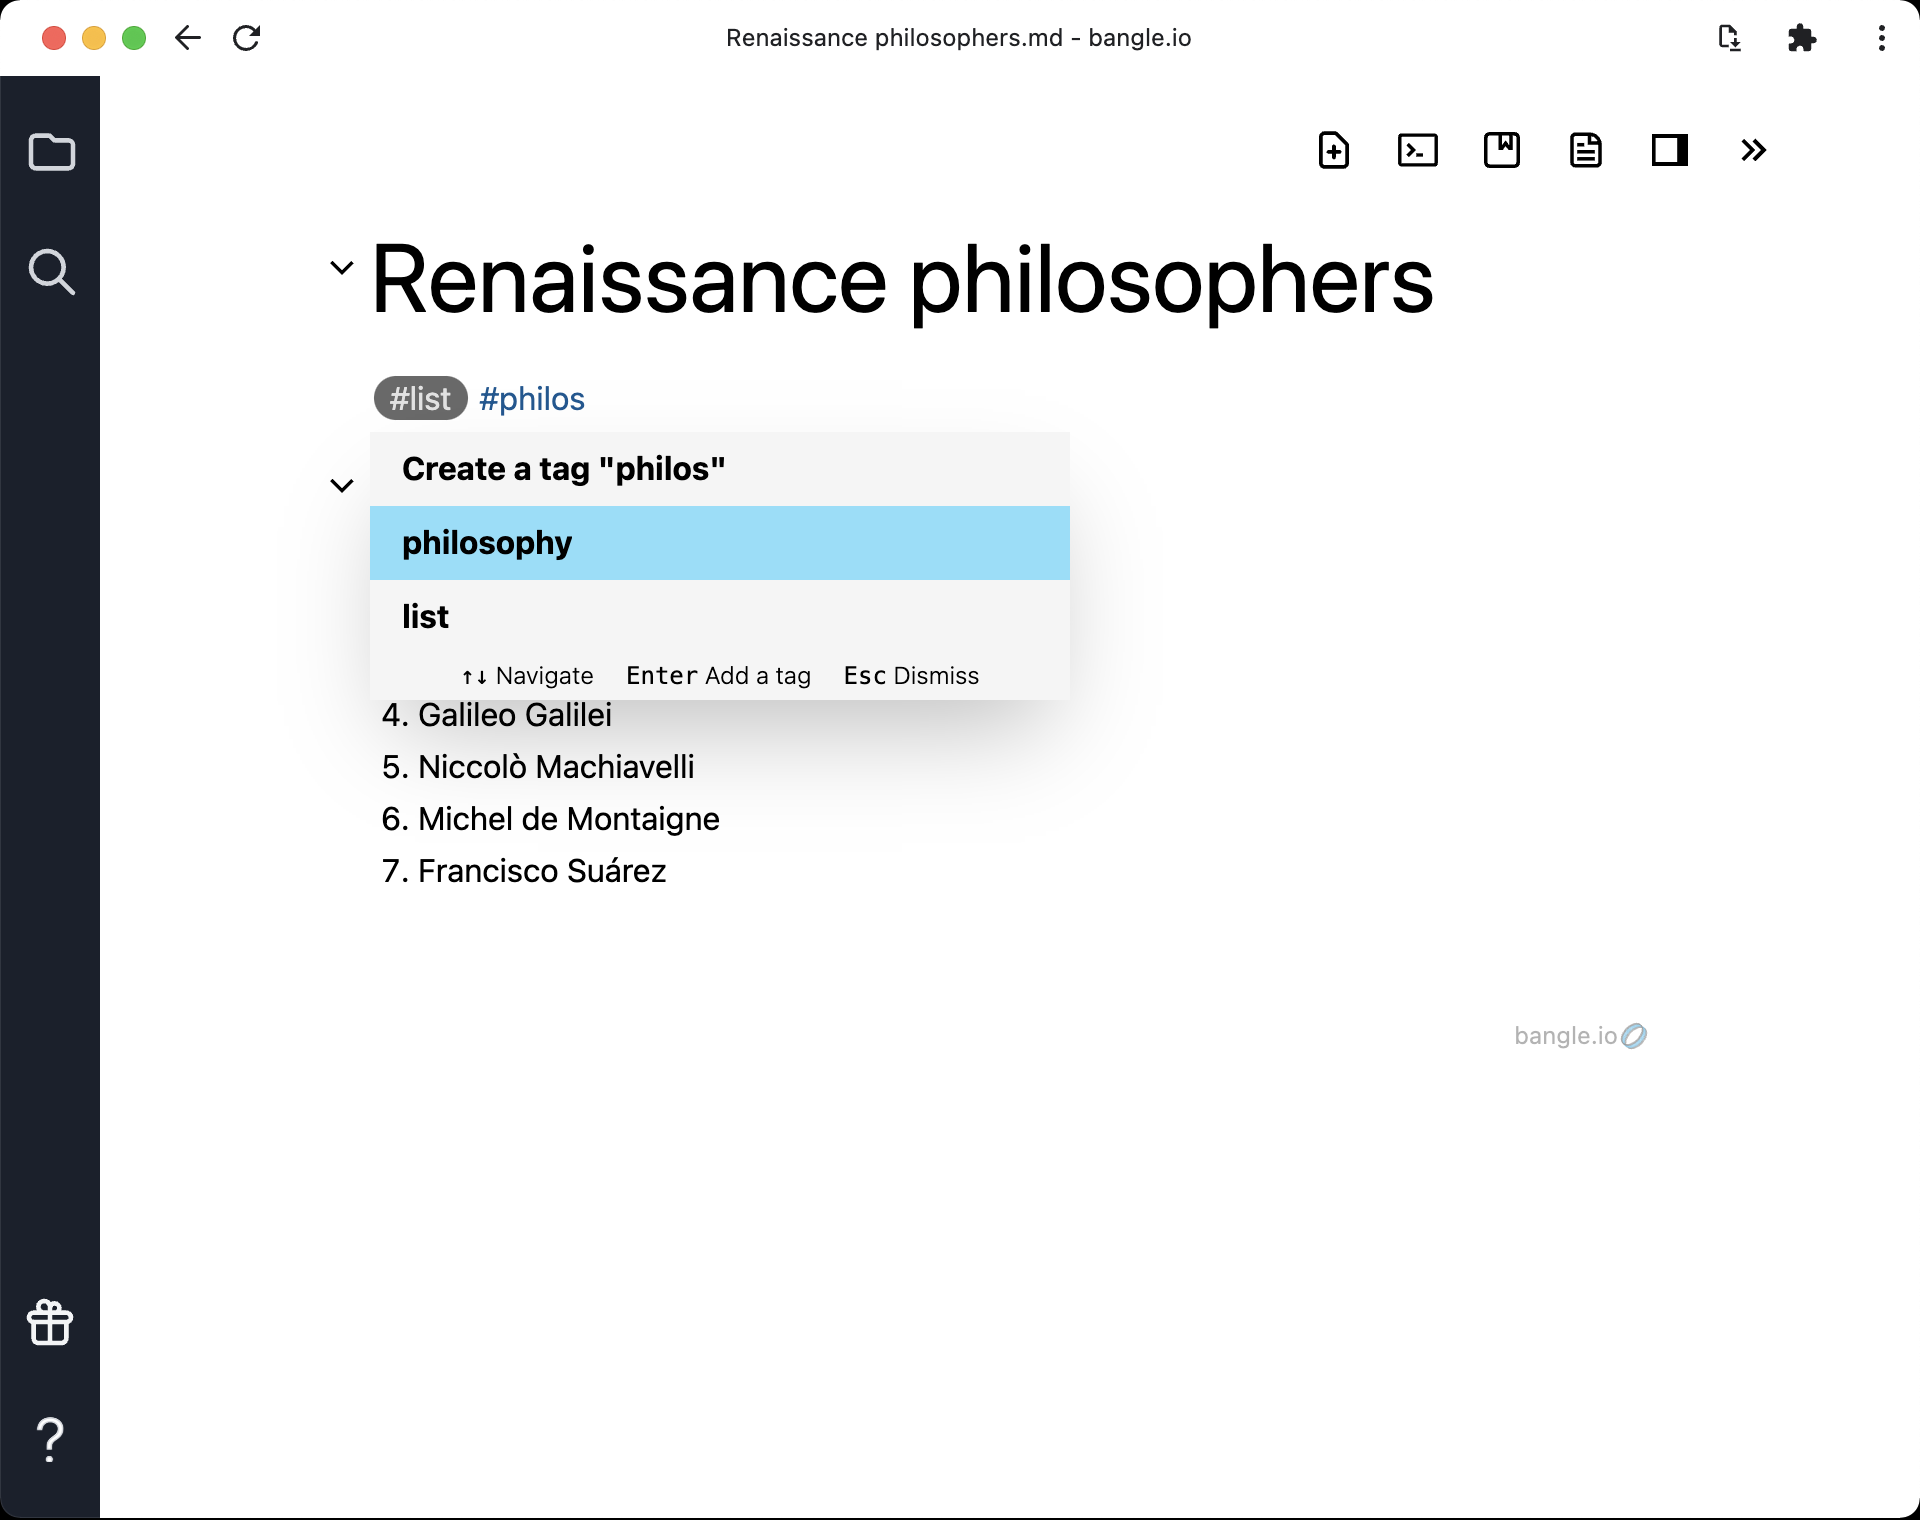 Renaissance philosophers.md - bangle.io
Renaissance philosophers
#list #philos
Create a tag "philos"
philosophy
list
↑↓ Navigate Enter Add a tag Esc Dismiss
4. Galileo Galilei
5. Niccolò Machiavelli
6. Michel de Montaigne
7. Francisco Suárez
bangle.io